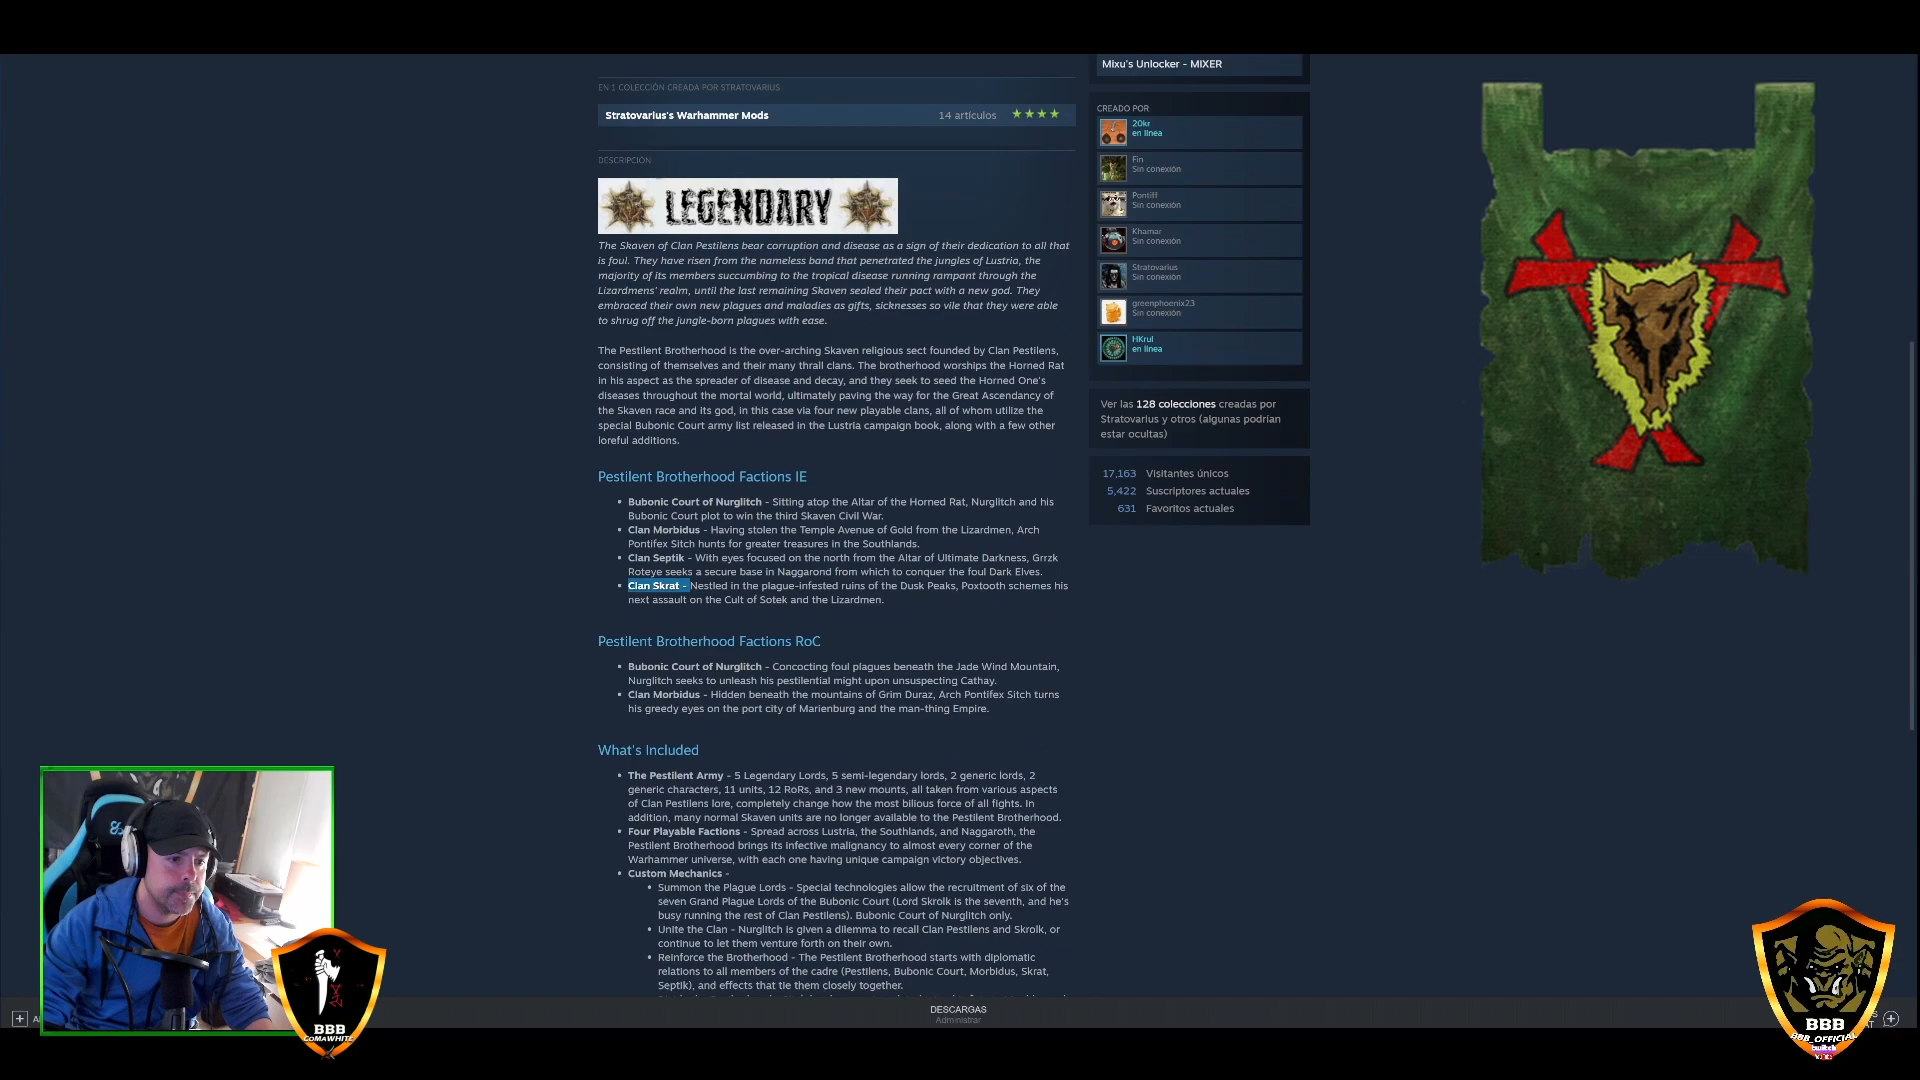 Mixu's Unlocker - MIXER
EN 1 COLECCIÓN CREADA POR STRATOVARIUS
Stratovarius's Warhammer Mods
14 artículos
DESCRIPCIÓN
LEGENDARY
The Skaven of Clan Pestilens bear corruption and disease as a sign of their dedication to all that
is foul. They have risen from the nameless band that penetrated the jungles of Lustria, the
majority of its members succumbing to the tropical disease running rampant through the
Lizardmens' realm, until the last remaining Skaven sealed their pact with a new god. They
embraced their own new plagues and maladies as gifts, sicknesses so vile that they were able
to shrug off the jungle-born plagues with ease.
The Pestilent Brotherhood is the over-arching Skaven religious sect founded by Clan Pestilens,
consisting of themselves and their many thrall clans. The brotherhood worships the Horned Rat
in his aspect as the spreader of disease and decay, and they seek to seed the Horned One's
diseases throughout the mortal world, ultimately paving the way for the Great Ascendancy of
the Skaven race and its god, in this case via four new playable clans, all of whom utilize the
special Bubonic Court army list released in the Lustria campaign book, along with a few other
loreful additions.
Pestilent Brotherhood Factions IE
• Bubonic Court of Nurglitch - Sitting atop the Altar of the Horned Rat, Nurglitch and his
Bubonic Court plot to win the third Skaven Civil War.
• Clan Morbidus - Having stolen the Temple Avenue of Gold from the Lizardmen, Arch
Pontifex Sitch hunts for greater treasures in the Southlands.
• Clan Septik - With eyes focused on the north from the Altar of Ultimate Darkness, Grrzk
Roteye seeks a secure base in Naggarond from which to conquer the foul Dark Elves.
• Clan Skrat - Nestled in the plague-infested ruins of the Dusk Peaks, Poxtooth schemes his
next assault on the Cult of Sotek and the Lizardmen.
Pestilent Brotherhood Factions RoC
• Bubonic Court of Nurglitch - Concocting foul plagues beneath the Jade Wind Mountain,
Nurglitch seeks to unleash his pestilential might upon unsuspecting Cathay.
• Clan Morbidus - Hidden beneath the mountains of Grim Duraz, Arch Pontifex Sitch turns
his greedy eyes on the port city of Marienburg and the man-thing Empire.
What's Included
• The Pestilent Army - 5 Legendary Lords, 5 semi-legendary lords, 2 generic lords, 2
generic characters, 11 units, 12 RoRs, and 3 new mounts, all taken from various aspects
of Clan Pestilens lore, completely change how the most bilious force of all fights. In
addition, many normal Skaven units are no longer available to the Pestilent Brotherhood.
• Four Playable Factions - Spread across Lustria, the Southlands, and Naggaroth, the
Pestilent Brotherhood brings its infective malignancy to almost every corner of the
Warhammer universe, with each one having unique campaign victory objectives.
• Custom Mechanics -
• Summon the Plague Lords - Special technologies allow the recruitment of six of the
seven Grand Plague Lords of the Bubonic Court (Lord Skrolk is the seventh, and he's
busy running the rest of Clan Pestilens). Bubonic Court of Nurglitch only.
• Unite the Clan - Nurglitch is given a dilemma to recall Clan Pestilens and Skrolk, or
continue to let them venture forth on their own.
• Reinforce the Brotherhood - The Pestilent Brotherhood starts with diplomatic
relations to all members of the cadre (Pestilens, Bubonic Court, Morbidus, Skrat,
Septik), and effects that tie them closely together.
CREADO POR
20kr
en línea
Fin
Sin conexión
Pontiff
Sin conexión
Khamar
Sin conexión
Stratovarius
Sin conexión
greenphoenix23
Sin conexión
HKrul
en línea
Ver las 128 colecciones creadas por
Stratovarius y otros (algunas podrían
estar ocultas)
17,163 Visitantes únicos
5,422 Suscriptores actuales
631 Favoritos actuales
DESCARGAS
Administrar
BBB
CoMaWHITE
BBB
BBB_OFFICIAL
twitch